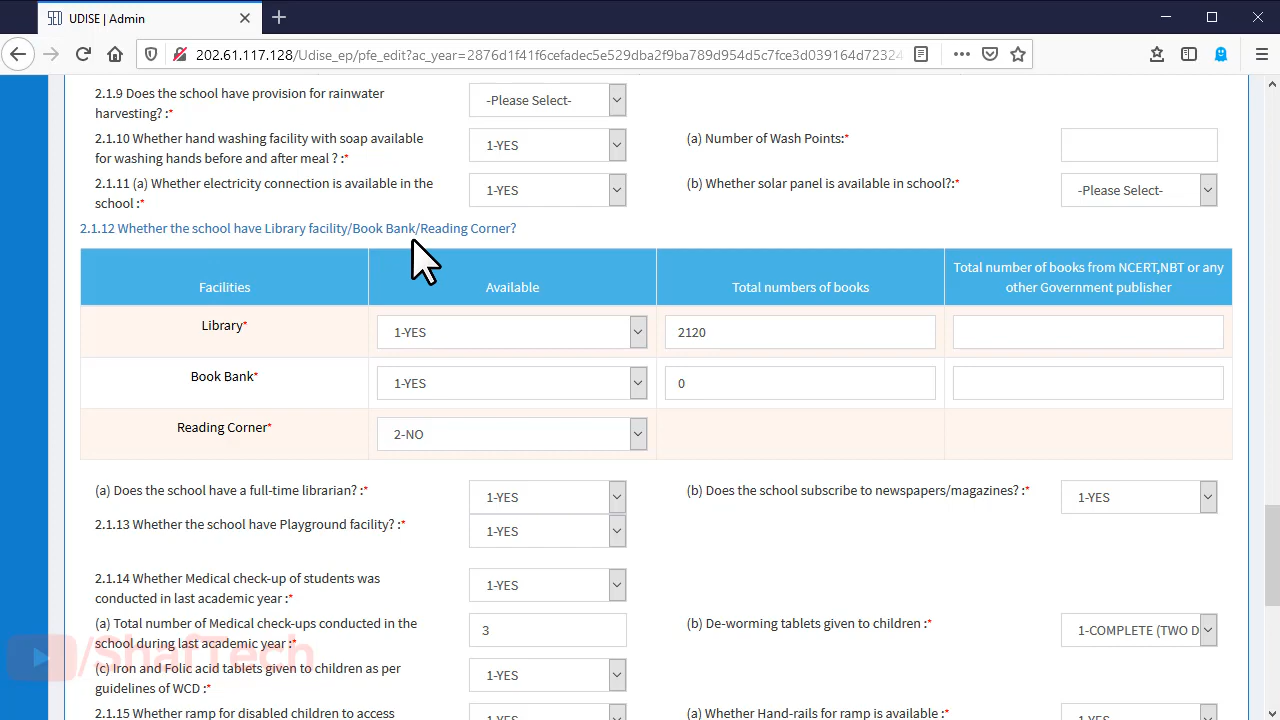 UDISE | Admin
202.61.117.128/Udise_ep/pfe_edit?ac_year=2876d1f41f6cefadec5e529dba2f9ba789d954d5c7fce3d039164d72324
2.1.9 Does the school have provision for rainwater
harvesting? :*
-Please Select-
2.1.10 Whether hand washing facility with soap available
for washing hands before and after meal ? :*
1-YES
(a) Number of Wash Points:*
2.1.11 (a) Whether electricity connection is available in the
school :*
1-YES
(b) Whether solar panel is available in school?:*
-Please Select-
2.1.12 Whether the school have Library facility/Book Bank/Reading Corner?
Facilities
Available
Total numbers of books
Total number of books from NCERT,NBT or any
other Government publisher
Library*
1-YES
2120
Book Bank*
1-YES
0
Reading Corner*
2-NO
(a) Does the school have a full-time librarian? :*
1-YES
(b) Does the school subscribe to newspapers/magazines? :*
1-YES
2.1.13 Whether the school have Playground facility? :*
1-YES
2.1.14 Whether Medical check-up of students was
conducted in last academic year :*
1-YES
(a) Total number of Medical check-ups conducted in the
school during last academic year :*
3
(b) De-worming tablets given to children :*
1-COMPLETE (TWO D
/ShafTech
(c) Iron and Folic acid tablets given to children as per
guidelines of WCD :*
1-YES
2.1.15 Whether ramp for disabled children to access
1-YES
(a) Whether Hand-rails for ramp is available :*
1-YES